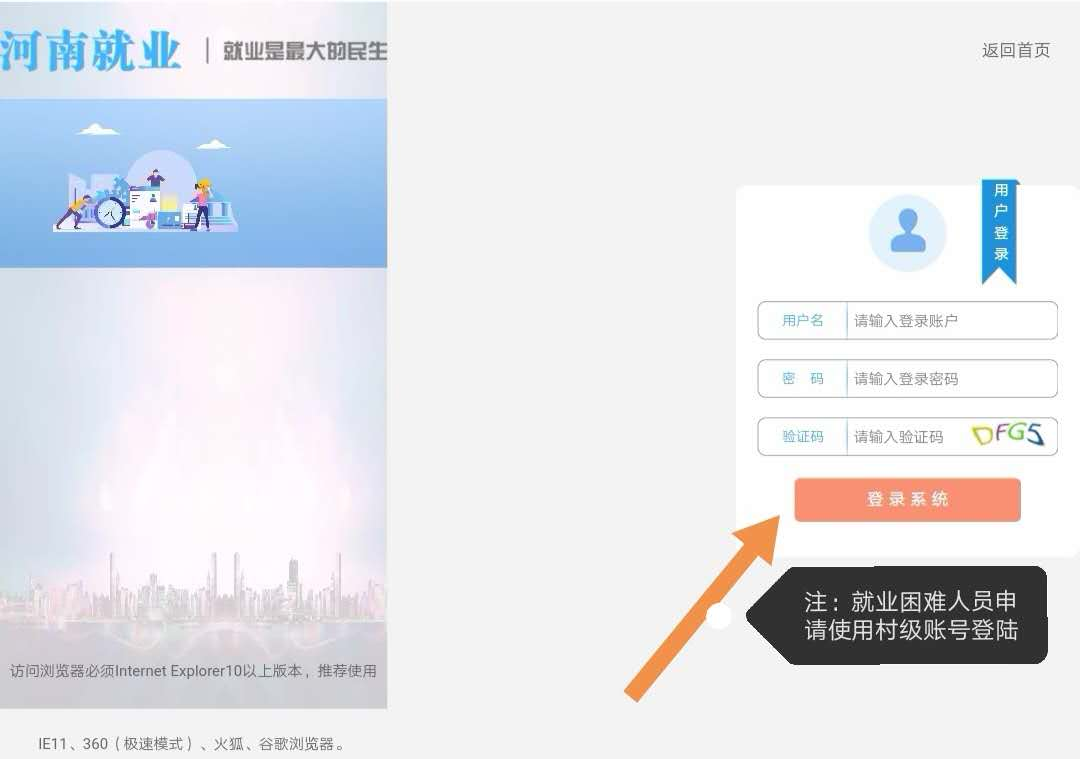 河南就业 | 就业是最大的民生
返回首页
用户登录
用户名 请输入登录账户
密 码 请输入登录密码
验证码 请输入验证码 DFG5
登录系统
注：就业困难人员申
请使用村级账号登陆
访问浏览器必须Internet Explorer10以上版本，推荐使用
IE11、360（极速模式）、火狐、谷歌浏览器。